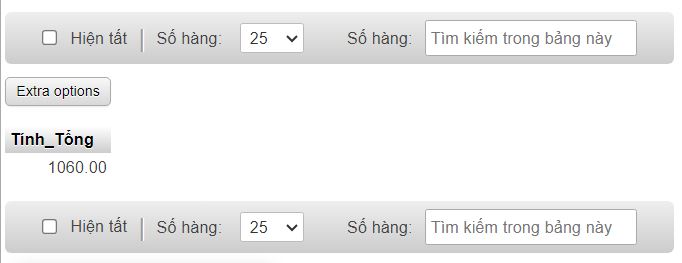 Hiện tất Số hàng: 25 Số hàng: Tìm kiếm trong bảng này
Extra options
Tính_Tổng
1060.00
Hiện tất Số hàng: 25 Số hàng: Tìm kiếm trong bảng này